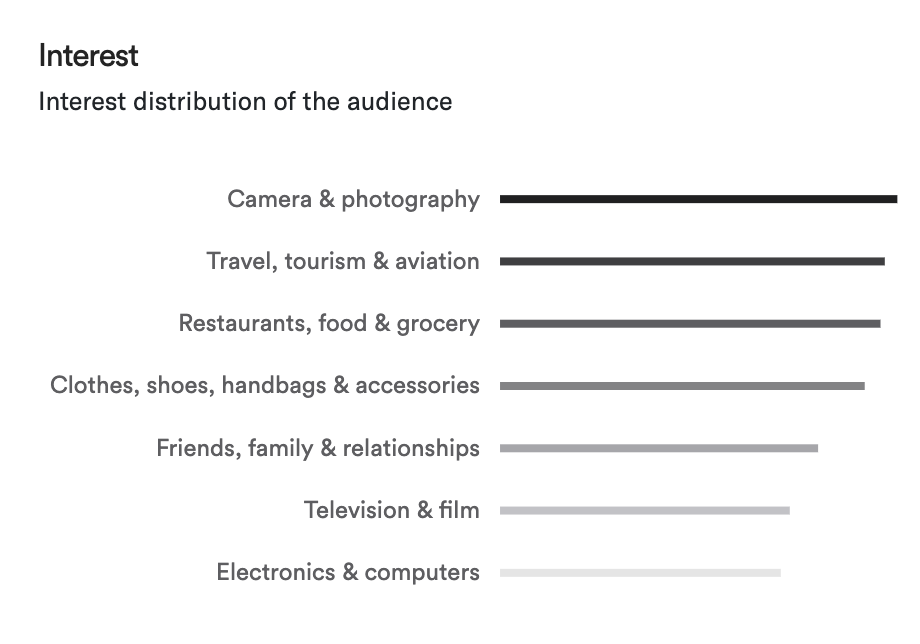 Interest
Interest distribution of the audience
Camera & photography
Travel, tourism & aviation
Restaurants, food & grocery
Clothes, shoes, handbags & accessories
Friends, family & relationships
Television & film
Electronics & computers